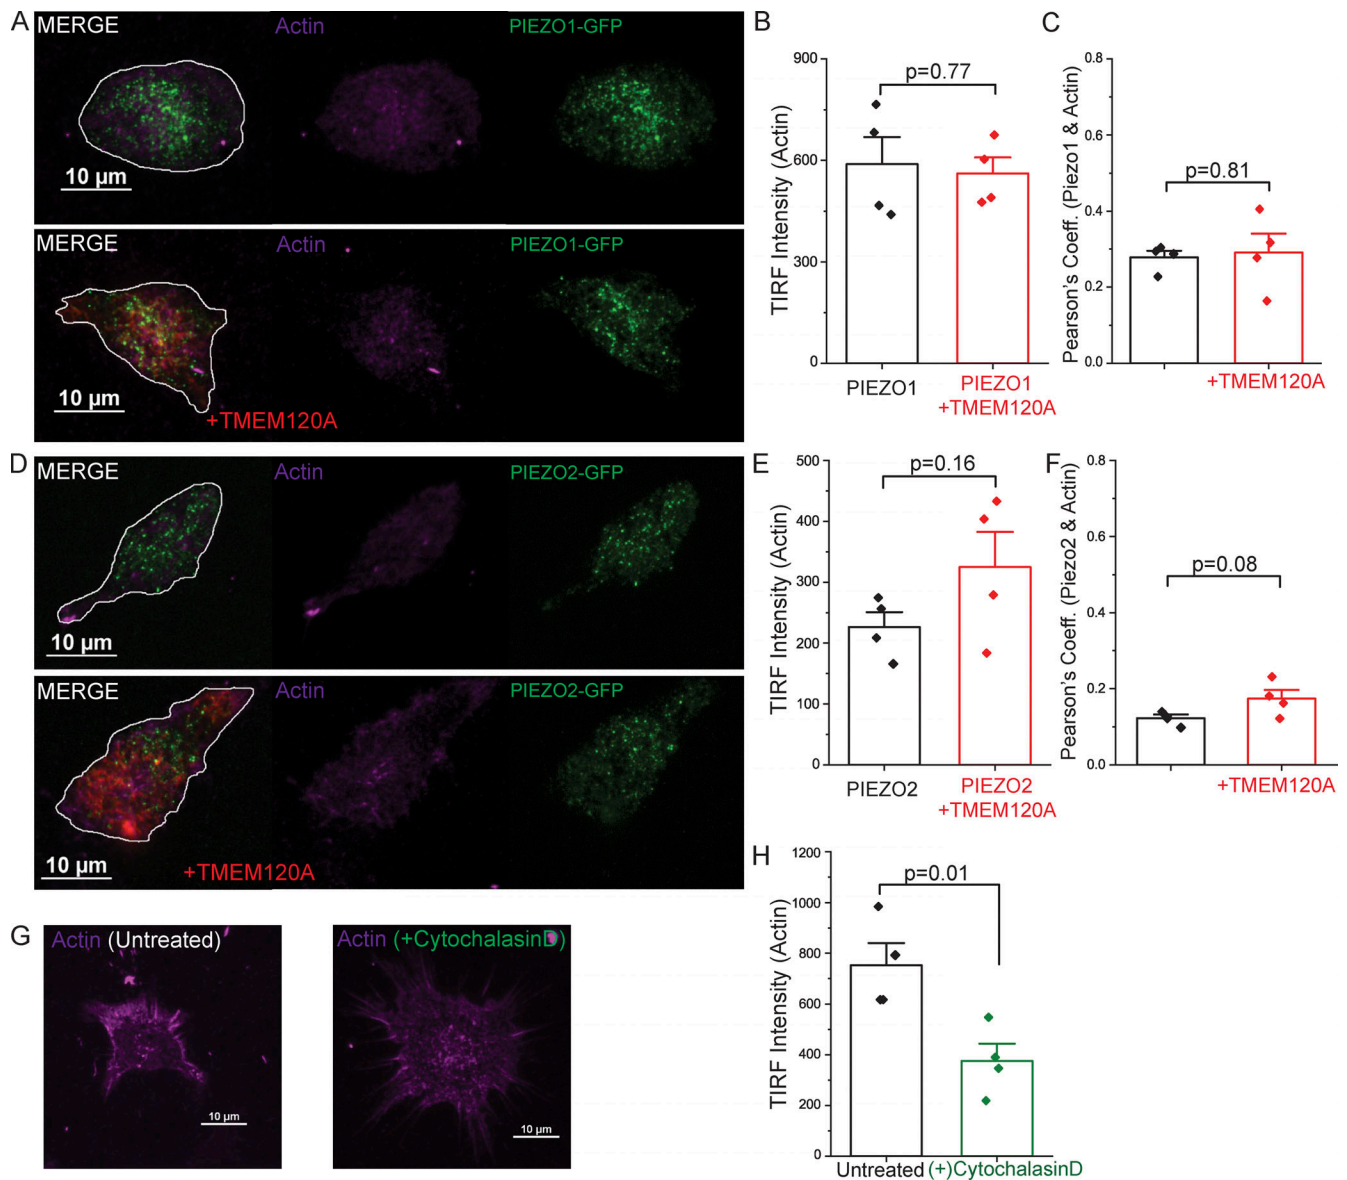 A
MERGE
Actin
PIEZO1-GFP
10 µm
MERGE
Actin
PIEZO1-GFP
10 µm
+TMEM120A
B
900
600
300
0
TIRF Intensity (Actin)
p=0.77
PIEZO1
PIEZO1
+TMEM120A
C
0.8
0.6
0.4
0.2
0.0
Pearson's Coeff. (Piezo1 & Actin)
p=0.81
+TMEM120A
D
MERGE
Actin
PIEZO2-GFP
10 µm
MERGE
Actin
PIEZO2-GFP
10 µm
+TMEM120A
E
500
400
300
200
100
0
TIRF Intensity (Actin)
p=0.16
PIEZO2
PIEZO2
+TMEM120A
F
0.8
0.6
0.4
0.2
0.0
Pearson's Coeff. (Piezo2 & Actin)
p=0.08
+TMEM120A
G
Actin (Untreated)
10 µm
Actin (+CytochalasinD)
10 µm
H
1200
1000
800
600
400
200
0
TIRF Intensity (Actin)
p=0.01
Untreated
(+)CytochalasinD